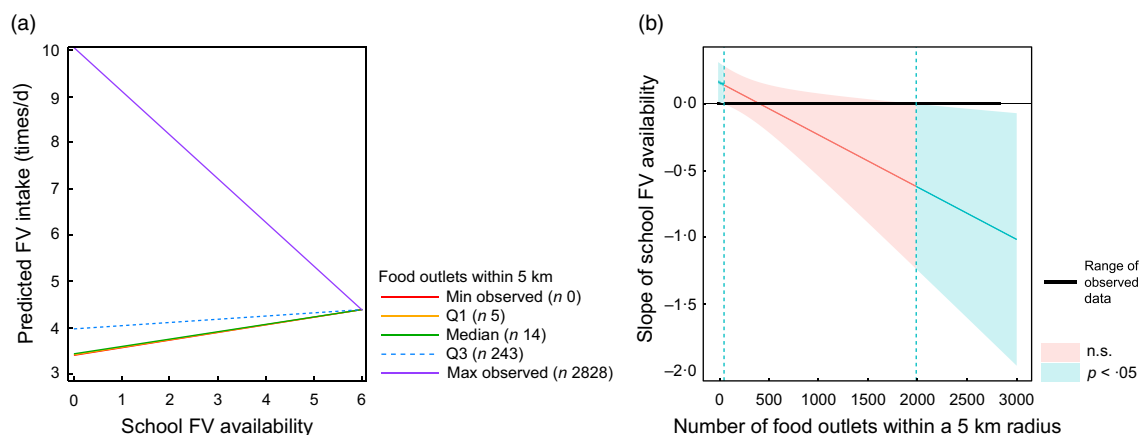 (a)
10
9
8
7
6
5
4
3
Predicted FV intake (times/d)
0 1 2 3 4 5 6
School FV availability
Food outlets within 5 km
Min observed (n 0)
Q1 (n 5)
Median (n 14)
Q3 (n 243)
Max observed (n 2828)
(b)
0·0
–0·5
–1·0
–1·5
–2·0
Slope of school FV availability
0 500 1000 1500 2000 2500 3000
Number of food outlets within a 5 km radius
Range of
observed
data
n.s.
p < ·05